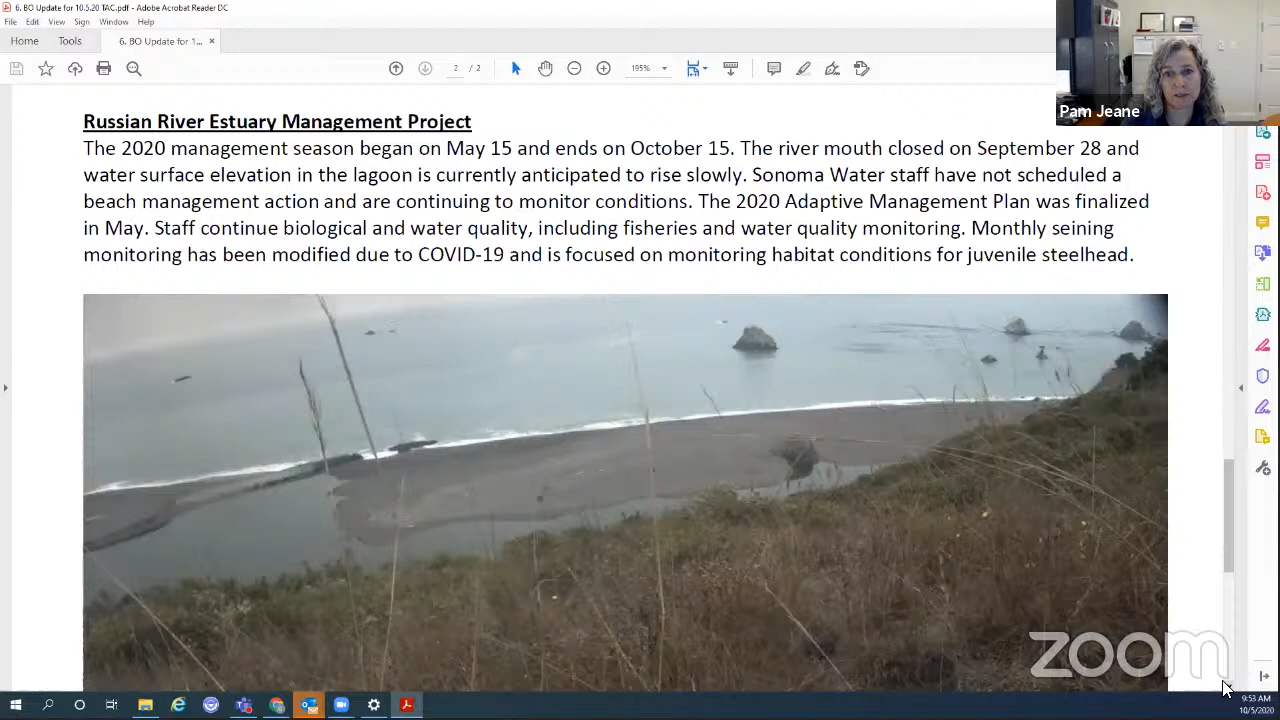 6. BO Update for 10.5.20 TAC.pdf - Adobe Acrobat Reader DC
File Edit View Sign Window Help
Home Tools 6. BO Update for 1... ×
2 / 2 195%
Pam Jeane
Russian River Estuary Management Project
The 2020 management season began on May 15 and ends on October 15. The river mouth closed on September 28 and
water surface elevation in the lagoon is currently anticipated to rise slowly. Sonoma Water staff have not scheduled a
beach management action and are continuing to monitor conditions. The 2020 Adaptive Management Plan was finalized
in May. Staff continue biological and water quality, including fisheries and water quality monitoring. Monthly seining
monitoring has been modified due to COVID-19 and is focused on monitoring habitat conditions for juvenile steelhead.
zoom
9:53 AM
10/5/2020